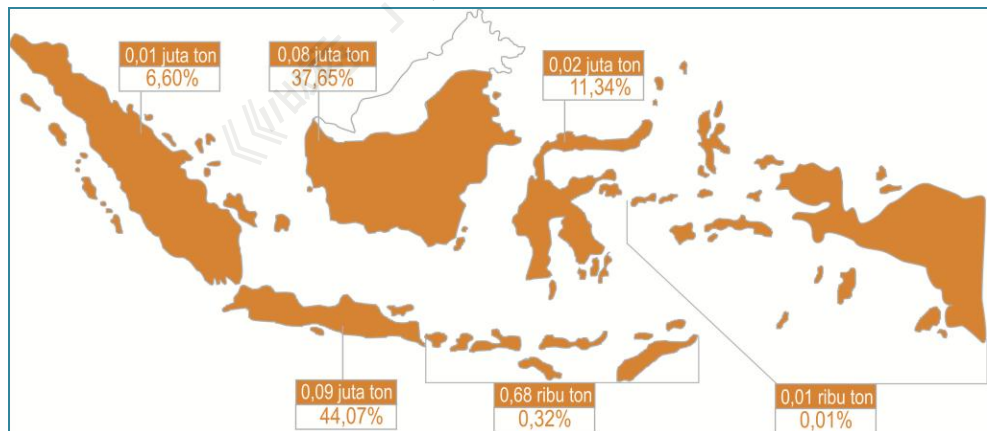 0,01 juta ton
6,60%
0,08 juta ton
37,65%
0,02 juta ton
11,34%
0,09 juta ton
44,07%
0,68 ribu ton
0,32%
0,01 ribu ton
0,01%